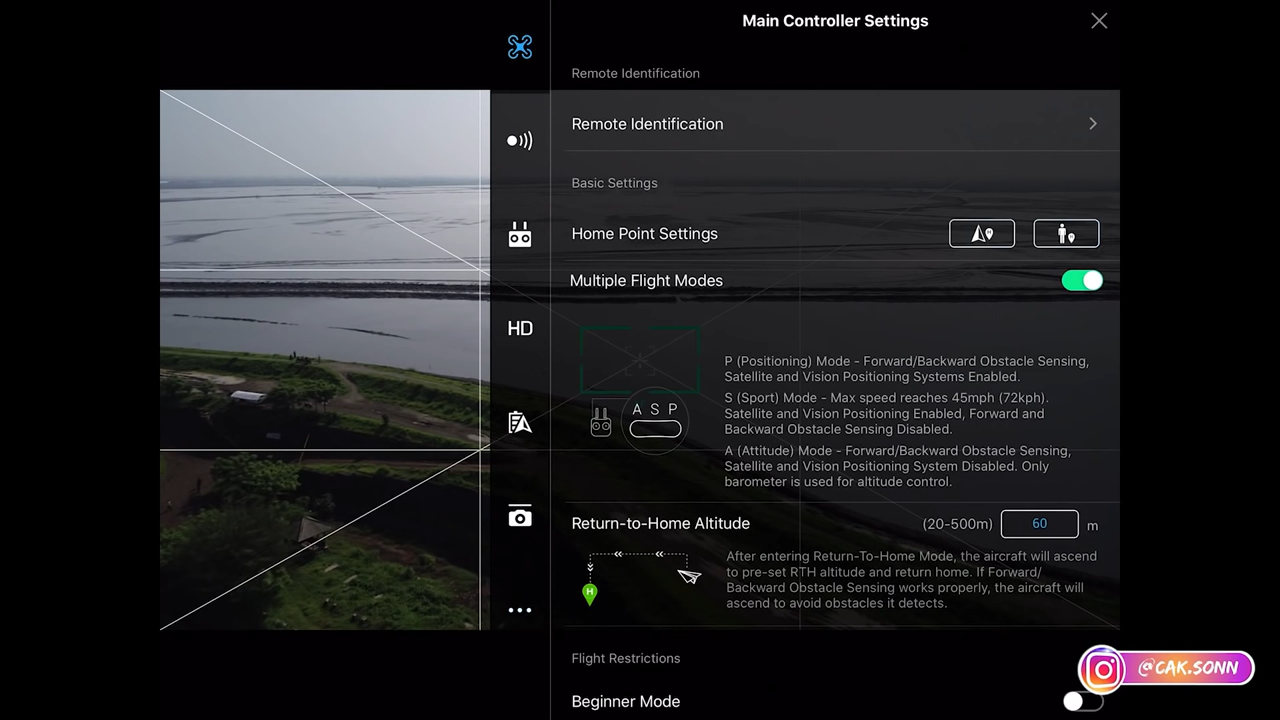 Main Controller Settings
Remote Identification
Remote Identification
Basic Settings
Home Point Settings
Multiple Flight Modes
P (Positioning) Mode - Forward/Backward Obstacle Sensing,
Satellite and Vision Positioning Systems Enabled.
S (Sport) Mode - Max speed reaches 45mph (72kph).
Satellite and Vision Positioning Enabled, Forward and
Backward Obstacle Sensing Disabled.
A (Attitude) Mode - Forward/Backward Obstacle Sensing,
Satellite and Vision Positioning System Disabled. Only
barometer is used for altitude control.
A S P
HD
Return-to-Home Altitude (20-500m) 60 m
After entering Return-To-Home Mode, the aircraft will ascend
to pre-set RTH altitude and return home. If Forward/
Backward Obstacle Sensing works properly, the aircraft will
ascend to avoid obstacles it detects.
H
Flight Restrictions
Beginner Mode
@CAK.SONN